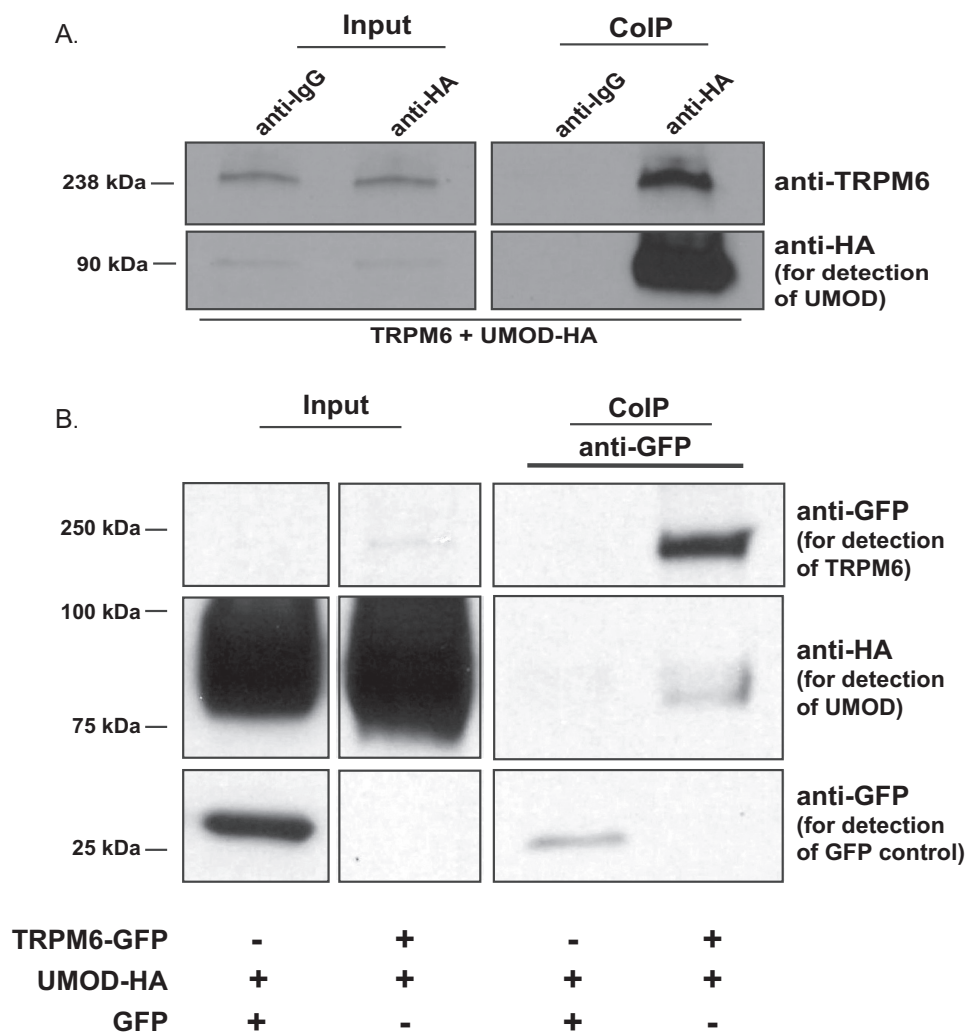 A.
Input
CoIP
anti-IgG
anti-HA
anti-IgG
anti-HA
238 kDa
anti-TRPM6
90 kDa
anti-HA
(for detection
of UMOD)
TRPM6 + UMOD-HA
B.
Input
CoIP
anti-GFP
250 kDa
anti-GFP
(for detection
of TRPM6)
100 kDa
anti-HA
(for detection
of UMOD)
75 kDa
anti-GFP
(for detection
of GFP control)
25 kDa
TRPM6-GFP - + - +
UMOD-HA + + + +
GFP + - + -